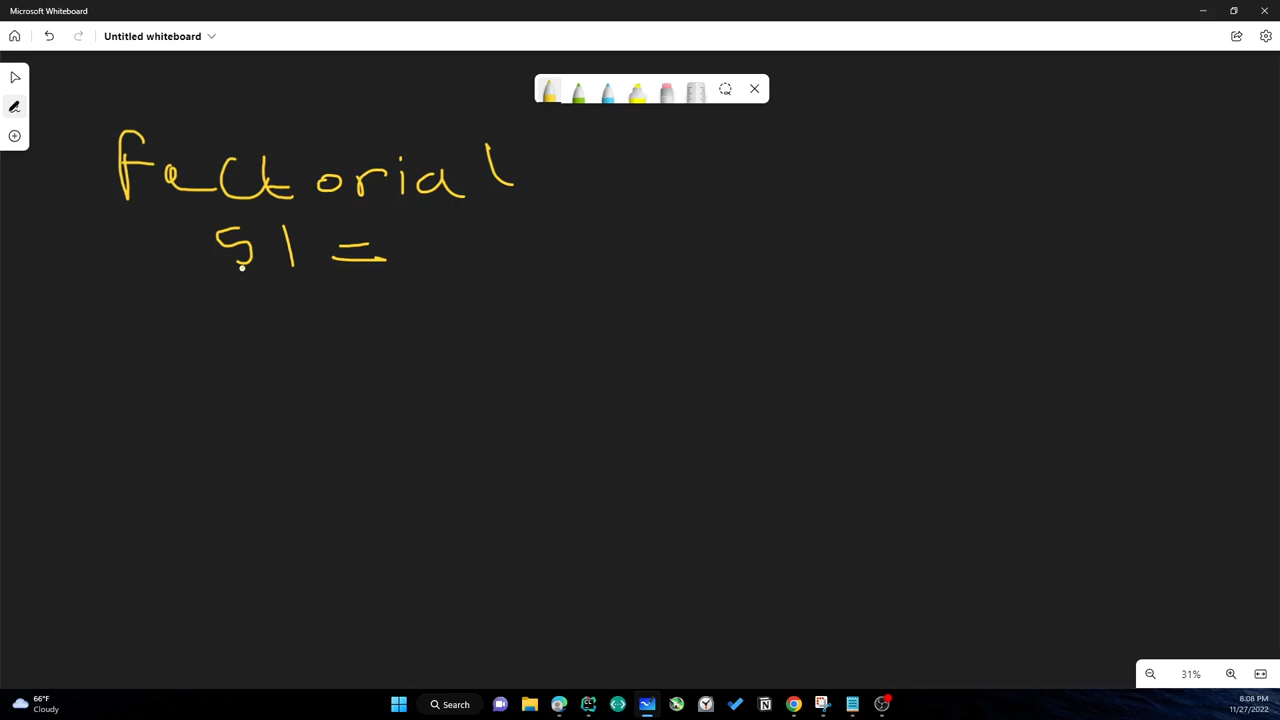 Microsoft Whiteboard
Untitled whiteboard
Factorial
5! =
31%
66°F
Cloudy
Search
8:08 PM
11/27/2022